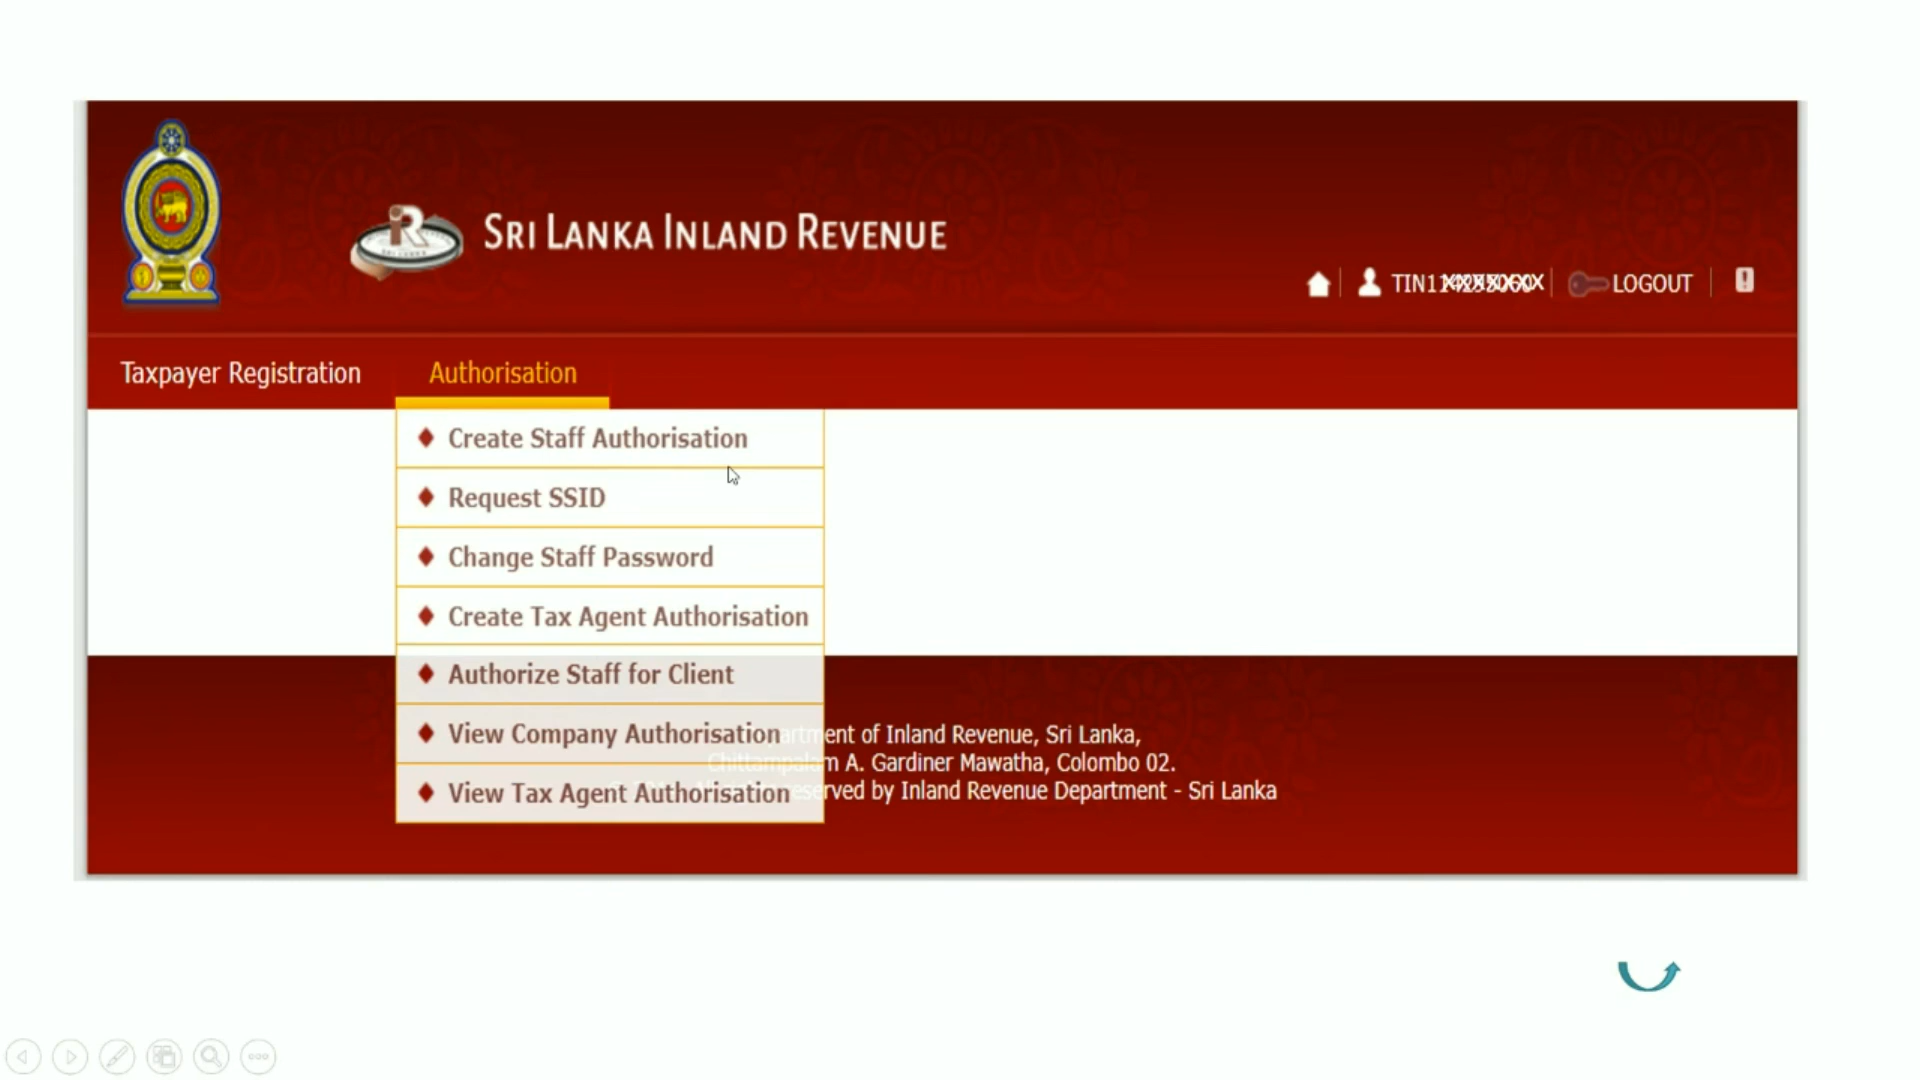 SRI LANKA INLAND REVENUE
LOGOUT
Taxpayer Registration
Authorisation
Create Staff Authorisation
Request SSID
Change Staff Password
Create Tax Agent Authorisation
Authorize Staff for Client
View Company Authorisation
View Tax Agent Authorisation
of Inland Revenue, Sri Lanka,
A. Gardiner Mawatha, Colombo 02.
by Inland Revenue Department - Sri Lanka